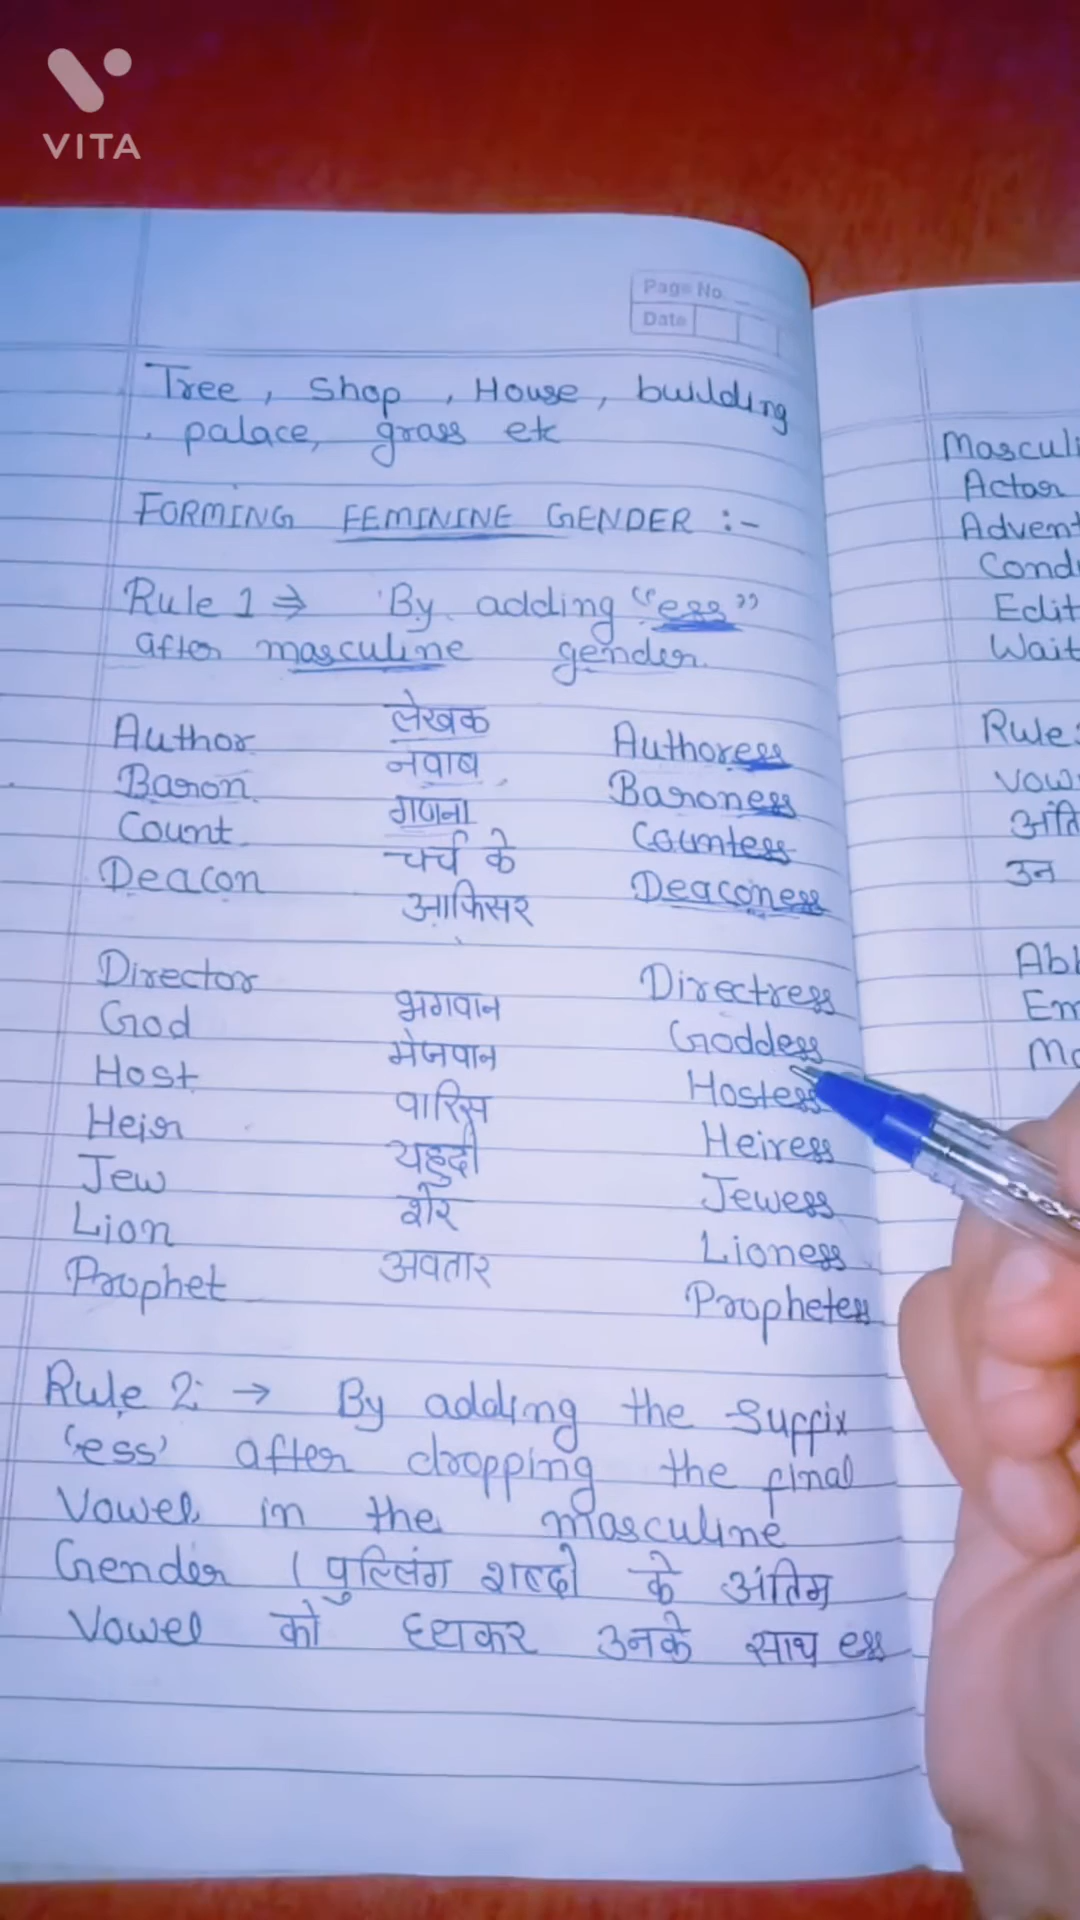 VITA
Page No.
Date
Tree, Shop, House, building
palace, grass etc
FORMING FEMININE GENDER :-
Rule 1 ⇒ By adding "ess"
after masculine gender.
Author लेखक Authoress
Baron नवाब Baroness
Count गणना Countess
Deacon चर्च के Deaconess
आफिसर
Director Directress
God भगवान Goddess
Host मेजपान Hostess
Heir वारिस Heiress
Jew यहुदी Jewess
Lion शेर Lioness
Prophet अवतार Prophetess
Rule 2: → By adding the Suffix
'ess' after dropping the final
Vowel in the masculine
Gender ( पुल्लिंग शब्दो के अंतिम
Vowel को हटाकर उनके साथ ess
Masculi
Actor
Advent
Cond
Edit
Wait
Rule
vow
अंति
उन
Ab
Em